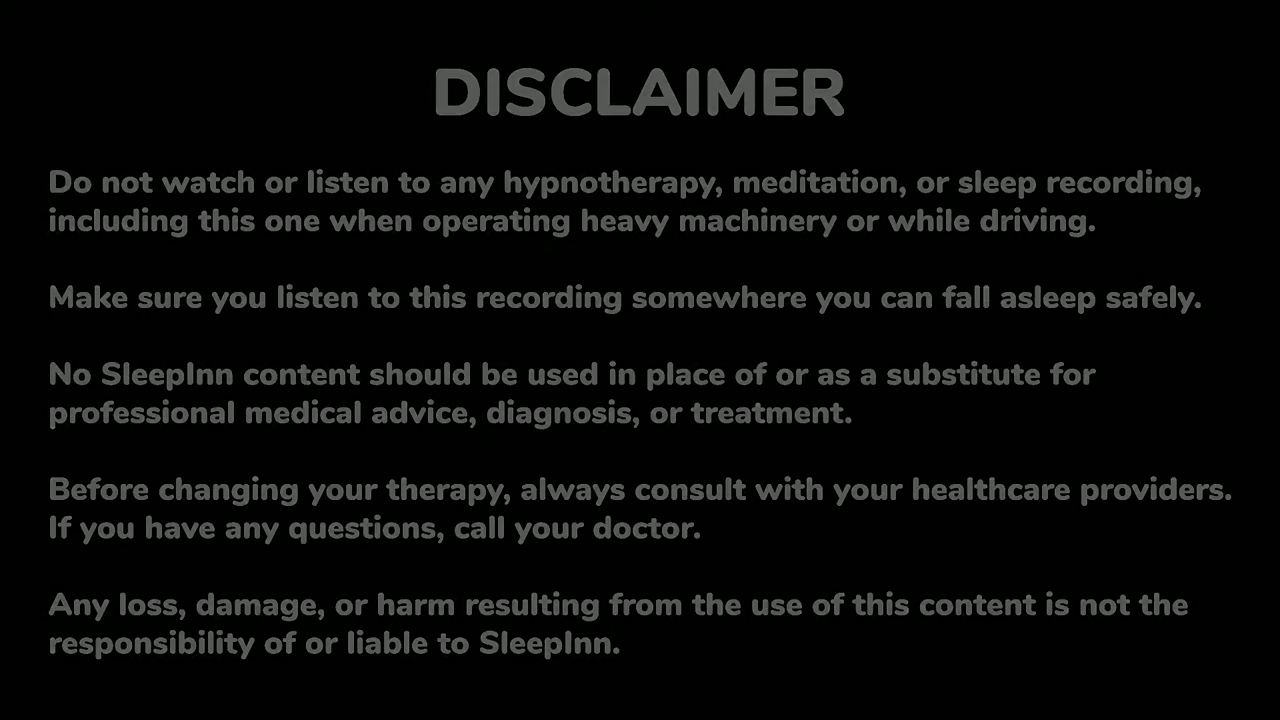 DISCLAIMER
Do not watch or listen to any hypnotherapy, meditation, or sleep recording,
including this one when operating heavy machinery or while driving.
Make sure you listen to this recording somewhere you can fall asleep safely.
No SleepInn content should be used in place of or as a substitute for
professional medical advice, diagnosis, or treatment.
Before changing your therapy, always consult with your healthcare providers.
If you have any questions, call your doctor.
Any loss, damage, or harm resulting from the use of this content is not the
responsibility of or liable to SleepInn.